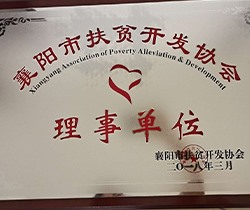 襄阳市扶贫开发协会
Xiangyang Association of Poverty Alleviation & Development
理事单位
襄阳市扶贫开发协会
二〇一八年三月